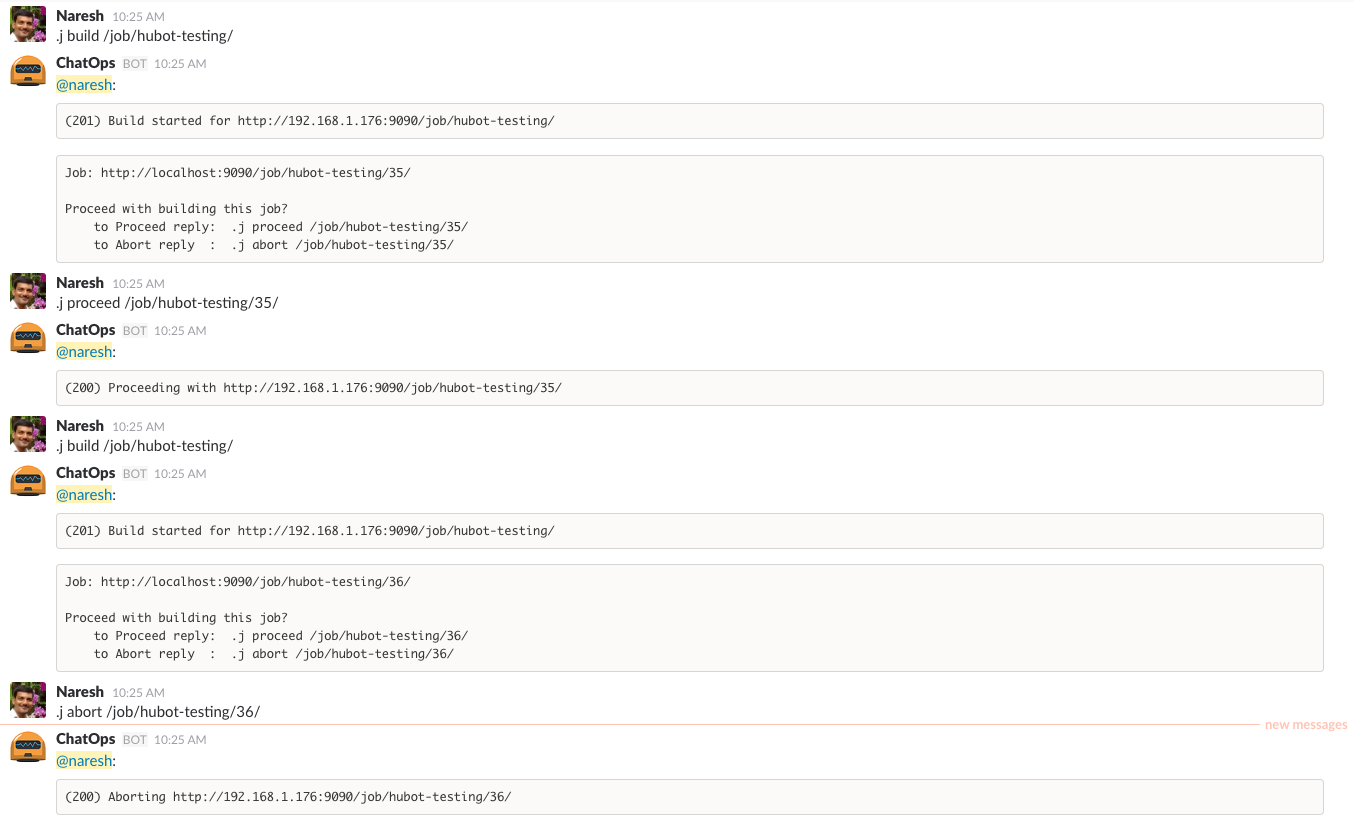 Naresh 10:25 AM
.j build /job/hubot-testing/
ChatOps BOT 10:25 AM
@naresh:
(201) Build started for http://192.168.1.176:9090/job/hubot-testing/
Job: http://localhost:9090/job/hubot-testing/35/
Proceed with building this job?
to Proceed reply:  .j proceed /job/hubot-testing/35/
to Abort reply  :  .j abort /job/hubot-testing/35/
Naresh 10:25 AM
.j proceed /job/hubot-testing/35/
ChatOps BOT 10:25 AM
@naresh:
(200) Proceeding with http://192.168.1.176:9090/job/hubot-testing/35/
Naresh 10:25 AM
.j build /job/hubot-testing/
ChatOps BOT 10:25 AM
@naresh:
(201) Build started for http://192.168.1.176:9090/job/hubot-testing/
Job: http://localhost:9090/job/hubot-testing/36/
Proceed with building this job?
to Proceed reply:  .j proceed /job/hubot-testing/36/
to Abort reply  :  .j abort /job/hubot-testing/36/
Naresh 10:25 AM
.j abort /job/hubot-testing/36/
new messages
ChatOps BOT 10:25 AM
@naresh:
(200) Aborting http://192.168.1.176:9090/job/hubot-testing/36/